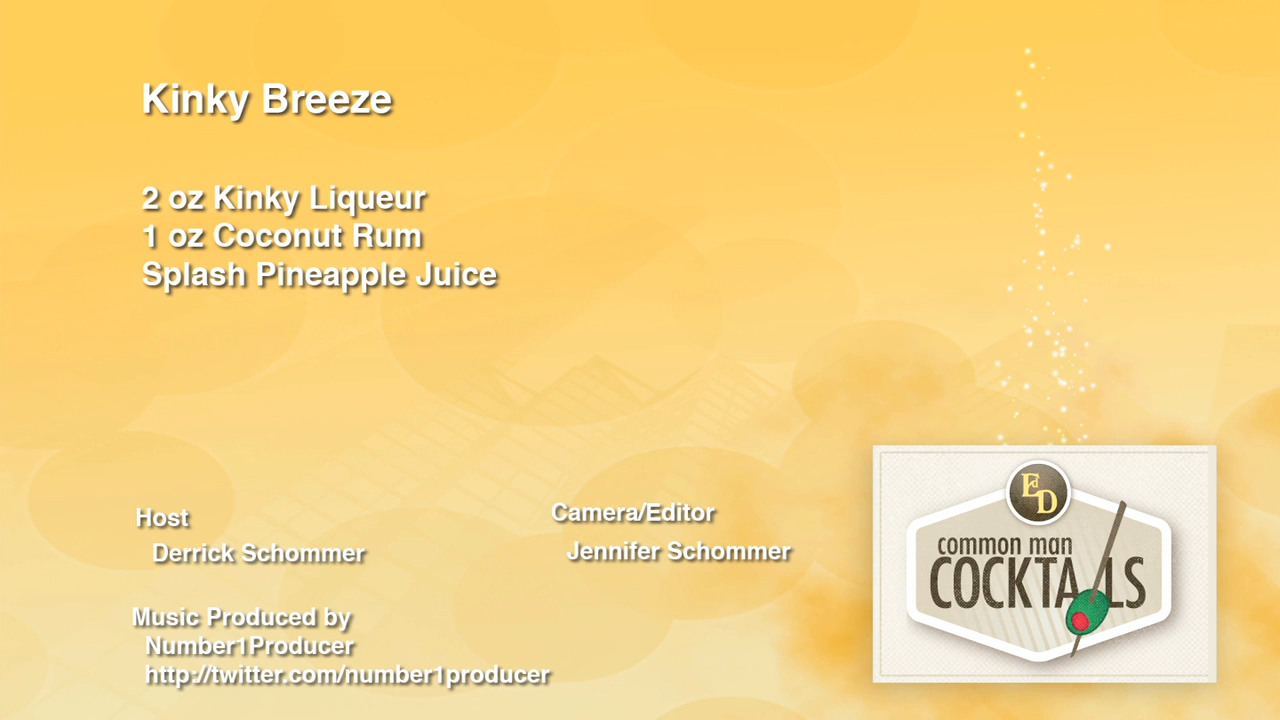 Kinky Breeze
2 oz Kinky Liqueur
1 oz Coconut Rum
Splash Pineapple Juice
Host
Derrick Schommer
Camera/Editor
Jennifer Schommer
Music Produced by
Number1Producer
http://twitter.com/number1producer
Ed
D
common man
COCKTAILS